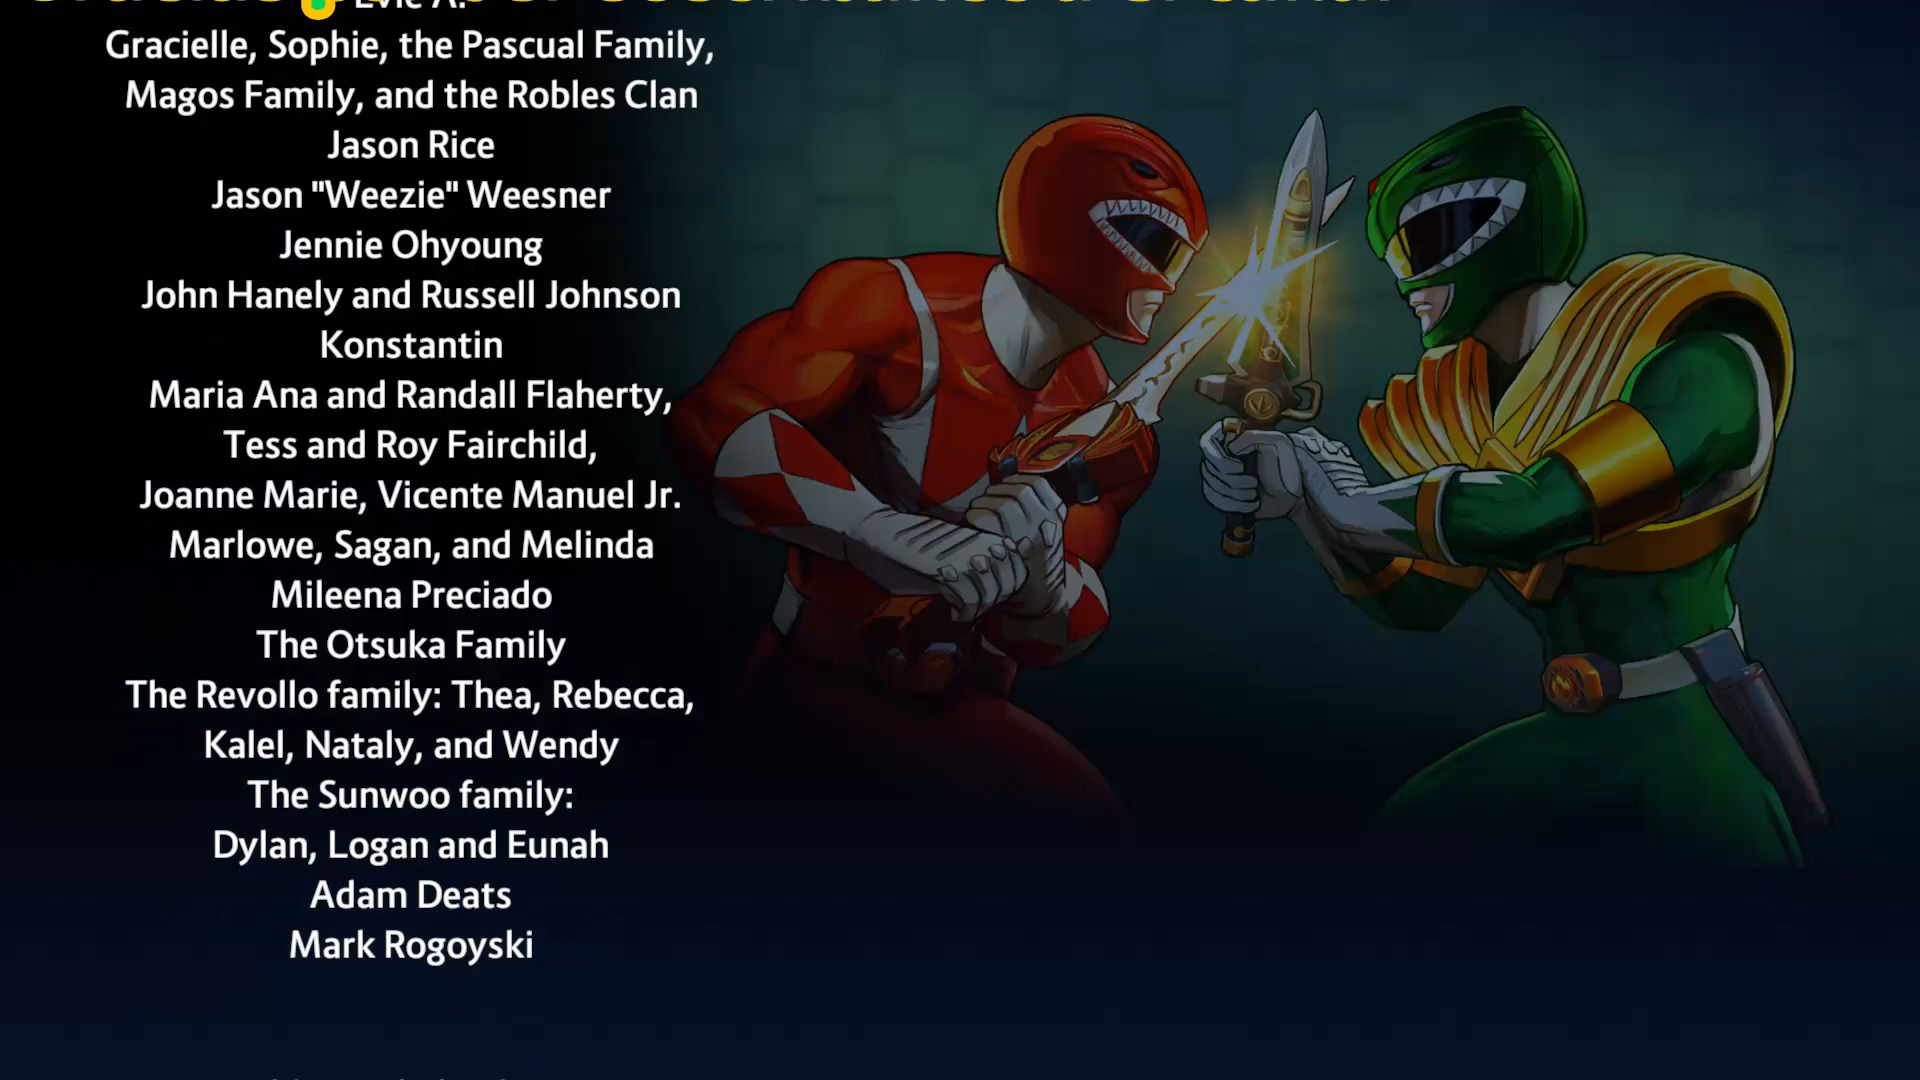 Evie A.
Gracielle, Sophie, the Pascual Family,
Magos Family, and the Robles Clan
Jason Rice
Jason "Weezie" Weesner
Jennie Ohyoung
John Hanely and Russell Johnson
Konstantin
Maria Ana and Randall Flaherty,
Tess and Roy Fairchild,
Joanne Marie, Vicente Manuel Jr.
Marlowe, Sagan, and Melinda
Mileena Preciado
The Otsuka Family
The Revollo family: Thea, Rebecca,
Kalel, Nataly, and Wendy
The Sunwoo family:
Dylan, Logan and Eunah
Adam Deats
Mark Rogoyski